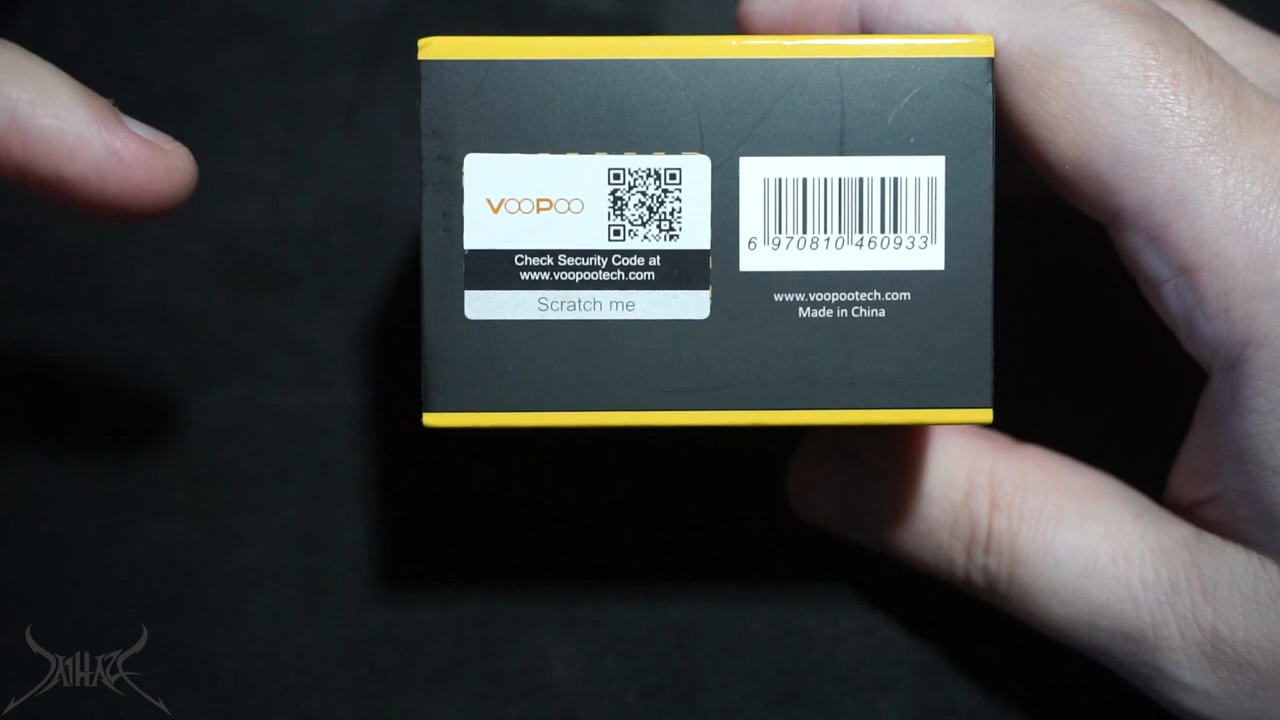 VOOPOO
Check Security Code at
www.voopootech.com
Scratch me
6 970810 460933
www.voopootech.com
Made in China
DAIHAZE